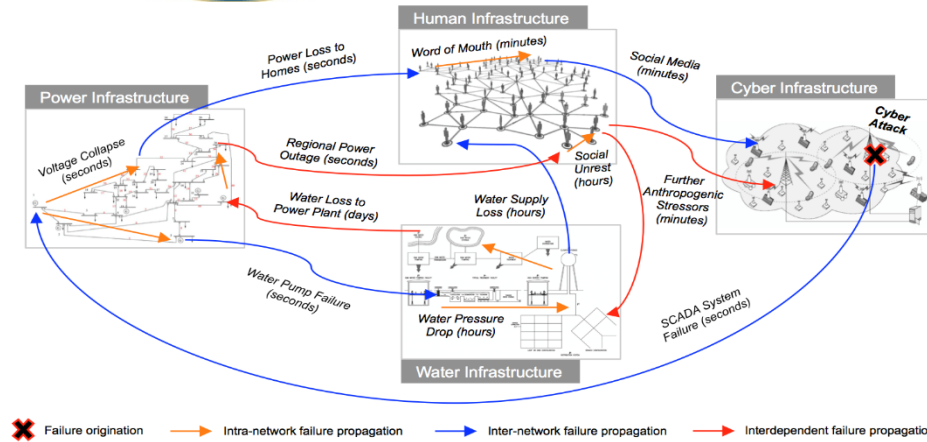 Human Infrastructure
Word of Mouth (minutes)
Power Loss to
Homes (seconds)
Social Media
(minutes)
Power Infrastructure
Cyber Infrastructure
Cyber
Attack
Voltage Collapse
(seconds)
Regional Power
Outage (seconds)
Social
Unrest
(hours)
Water Loss to
Power Plant (days)
Water Supply
Loss (hours)
Further
Anthropogenic
Stressors
(minutes)
Water Pump Failure
(seconds)
Water Pressure
Drop (hours)
SCADA System
Failure (seconds)
Water Infrastructure
Failure origination
Intra-network failure propagation
Inter-network failure propagation
Interdependent failure propagation